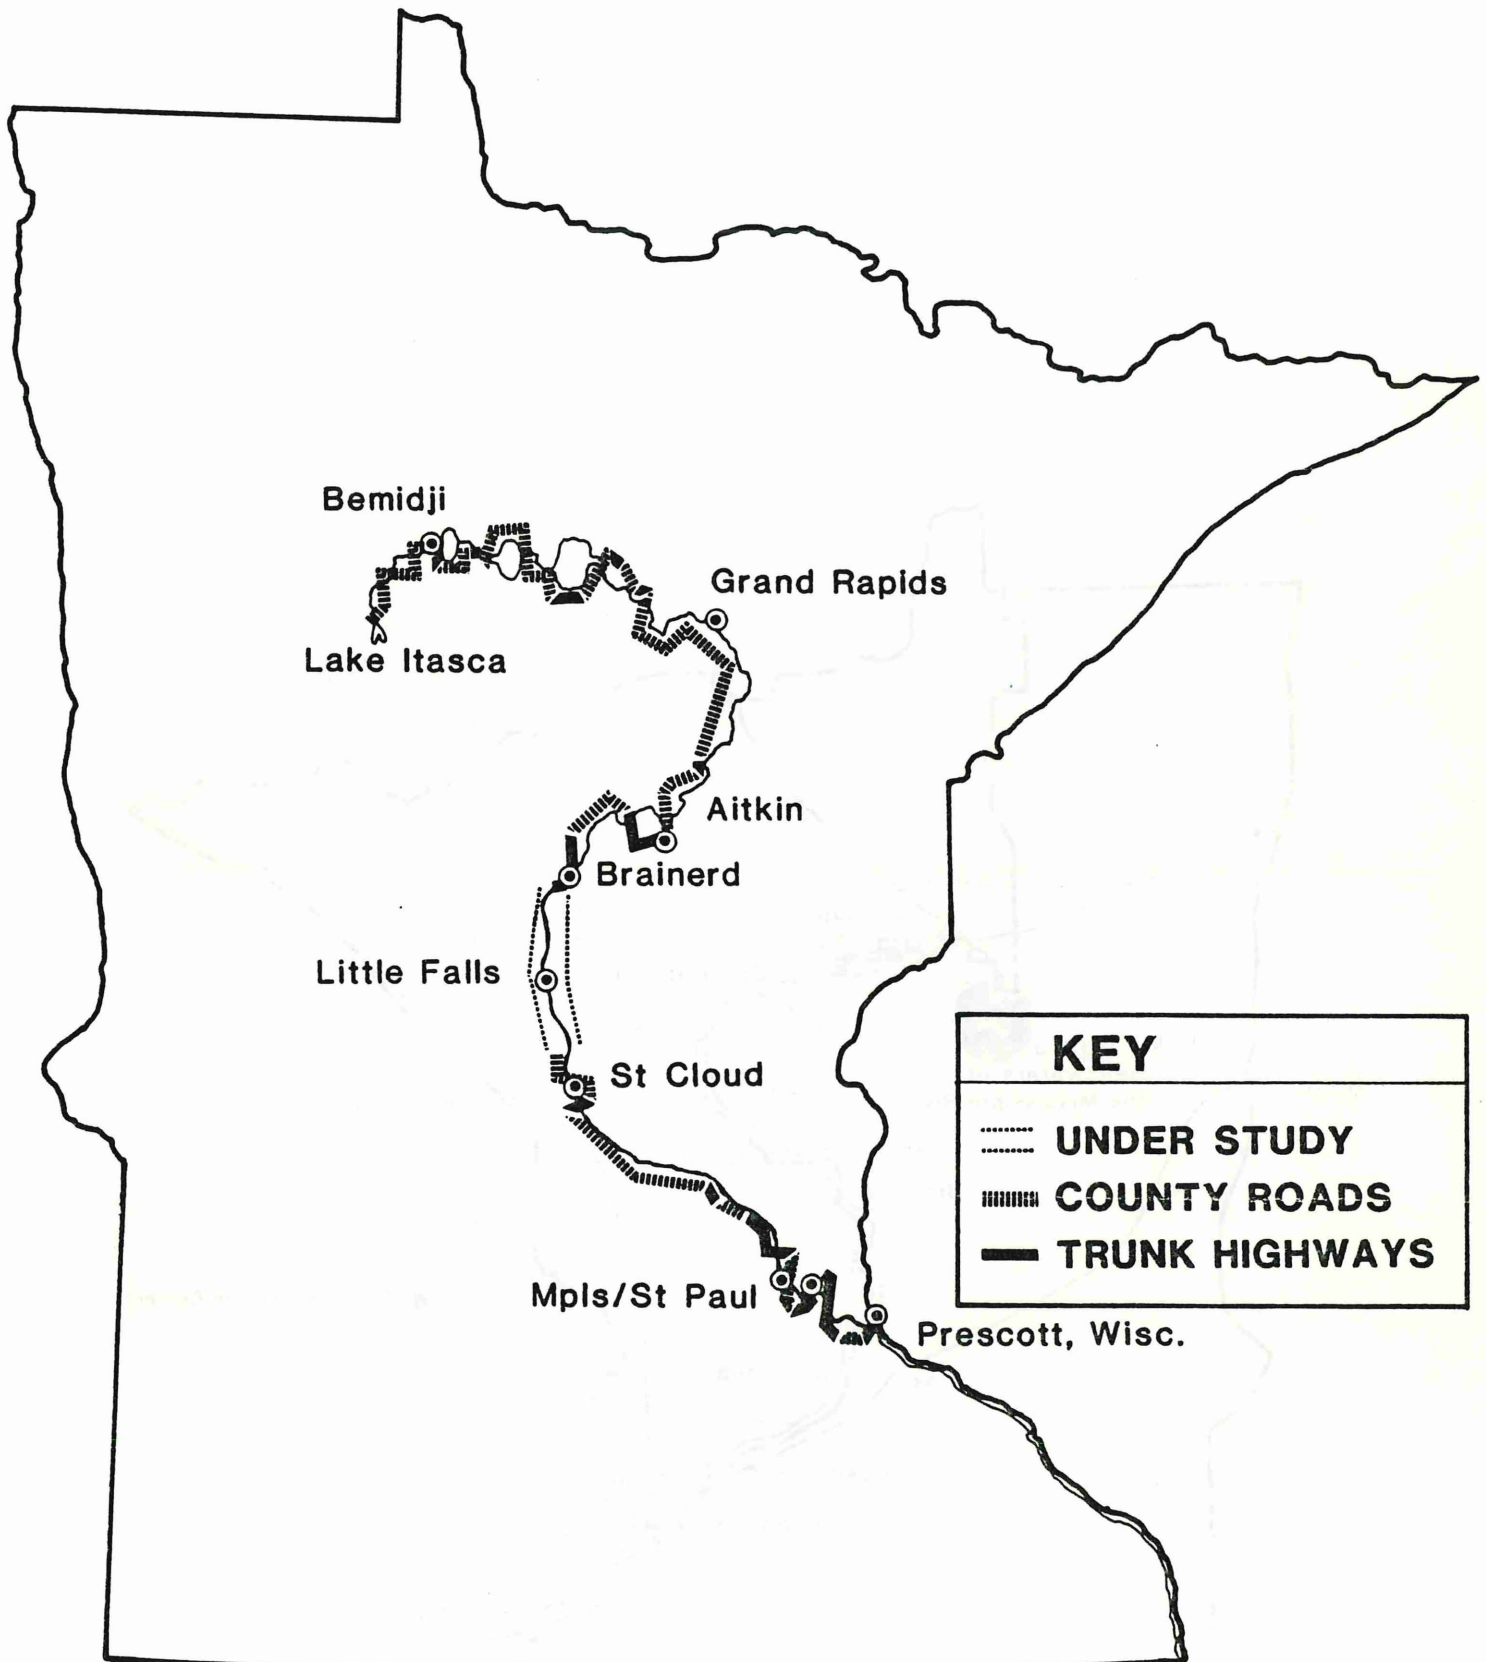 Bemidji
Grand Rapids
Lake Itasca
Aitkin
Brainerd
Little Falls
St Cloud
Mpls/St Paul
Prescott, Wisc.
KEY
UNDER STUDY
COUNTY ROADS
TRUNK HIGHWAYS